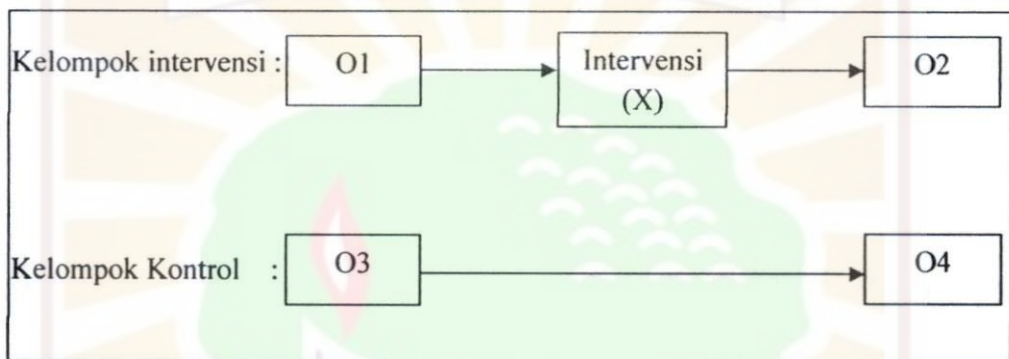 Kelompok intervensi : O1 Intervensi (X) O2
Kelompok Kontrol : O3 O4